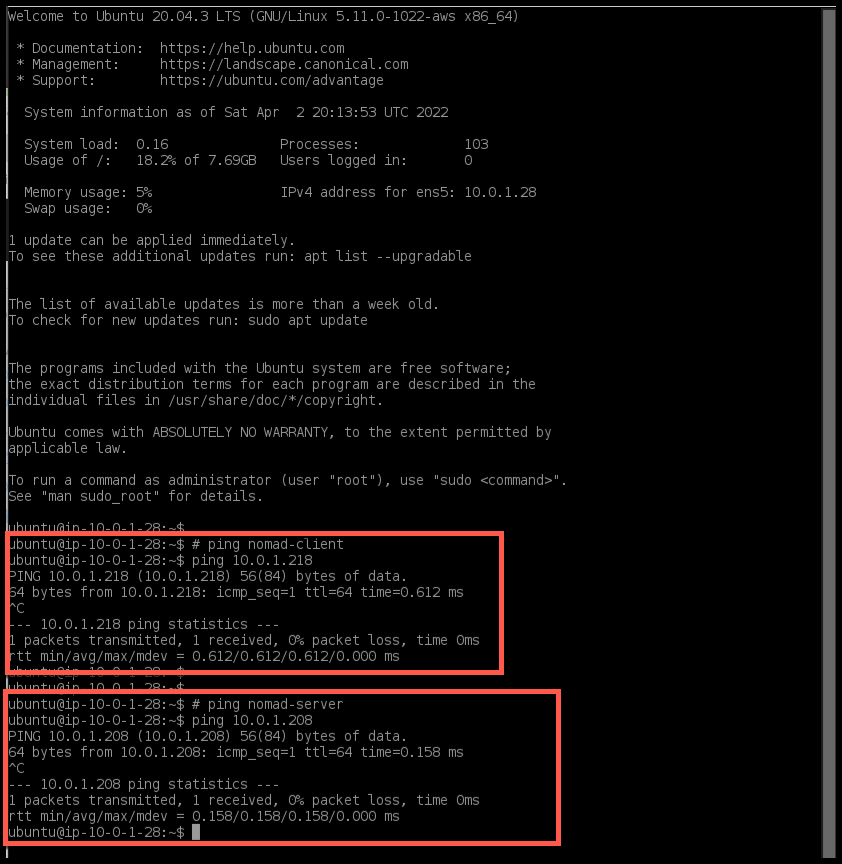 Welcome to Ubuntu 20.04.3 LTS (GNU/Linux 5.11.0-1022-aws x86_64)
* Documentation:  https://help.ubuntu.com
* Management:     https://landscape.canonical.com
* Support:        https://ubuntu.com/advantage
System information as of Sat Apr  2 20:13:53 UTC 2022
System load:  0.16              Processes:             103
Usage of /:   18.2% of 7.69GB   Users logged in:       0
Memory usage: 5%                IPv4 address for ens5: 10.0.1.28
Swap usage:   0%
1 update can be applied immediately.
To see these additional updates run: apt list --upgradable
The list of available updates is more than a week old.
To check for new updates run: sudo apt update
The programs included with the Ubuntu system are free software;
the exact distribution terms for each program are described in the
individual files in /usr/share/doc/*/copyright.
Ubuntu comes with ABSOLUTELY NO WARRANTY, to the extent permitted by
applicable law.
To run a command as administrator (user "root"), use "sudo <command>".
See "man sudo_root" for details.
ubuntu@ip-10-0-1-28:~$
ubuntu@ip-10-0-1-28:~$ # ping nomad-client
ubuntu@ip-10-0-1-28:~$ ping 10.0.1.218
PING 10.0.1.218 (10.0.1.218) 56(84) bytes of data.
64 bytes from 10.0.1.218: icmp_seq=1 ttl=64 time=0.612 ms
^C
--- 10.0.1.218 ping statistics ---
1 packets transmitted, 1 received, 0% packet loss, time 0ms
rtt min/avg/max/mdev = 0.612/0.612/0.612/0.000 ms
ubuntu@ip-10-0-1-28:~$
ubuntu@ip-10-0-1-28:~$
ubuntu@ip-10-0-1-28:~$ # ping nomad-server
ubuntu@ip-10-0-1-28:~$ ping 10.0.1.208
PING 10.0.1.208 (10.0.1.208) 56(84) bytes of data.
64 bytes from 10.0.1.208: icmp_seq=1 ttl=64 time=0.158 ms
^C
--- 10.0.1.208 ping statistics ---
1 packets transmitted, 1 received, 0% packet loss, time 0ms
rtt min/avg/max/mdev = 0.158/0.158/0.158/0.000 ms
ubuntu@ip-10-0-1-28:~$